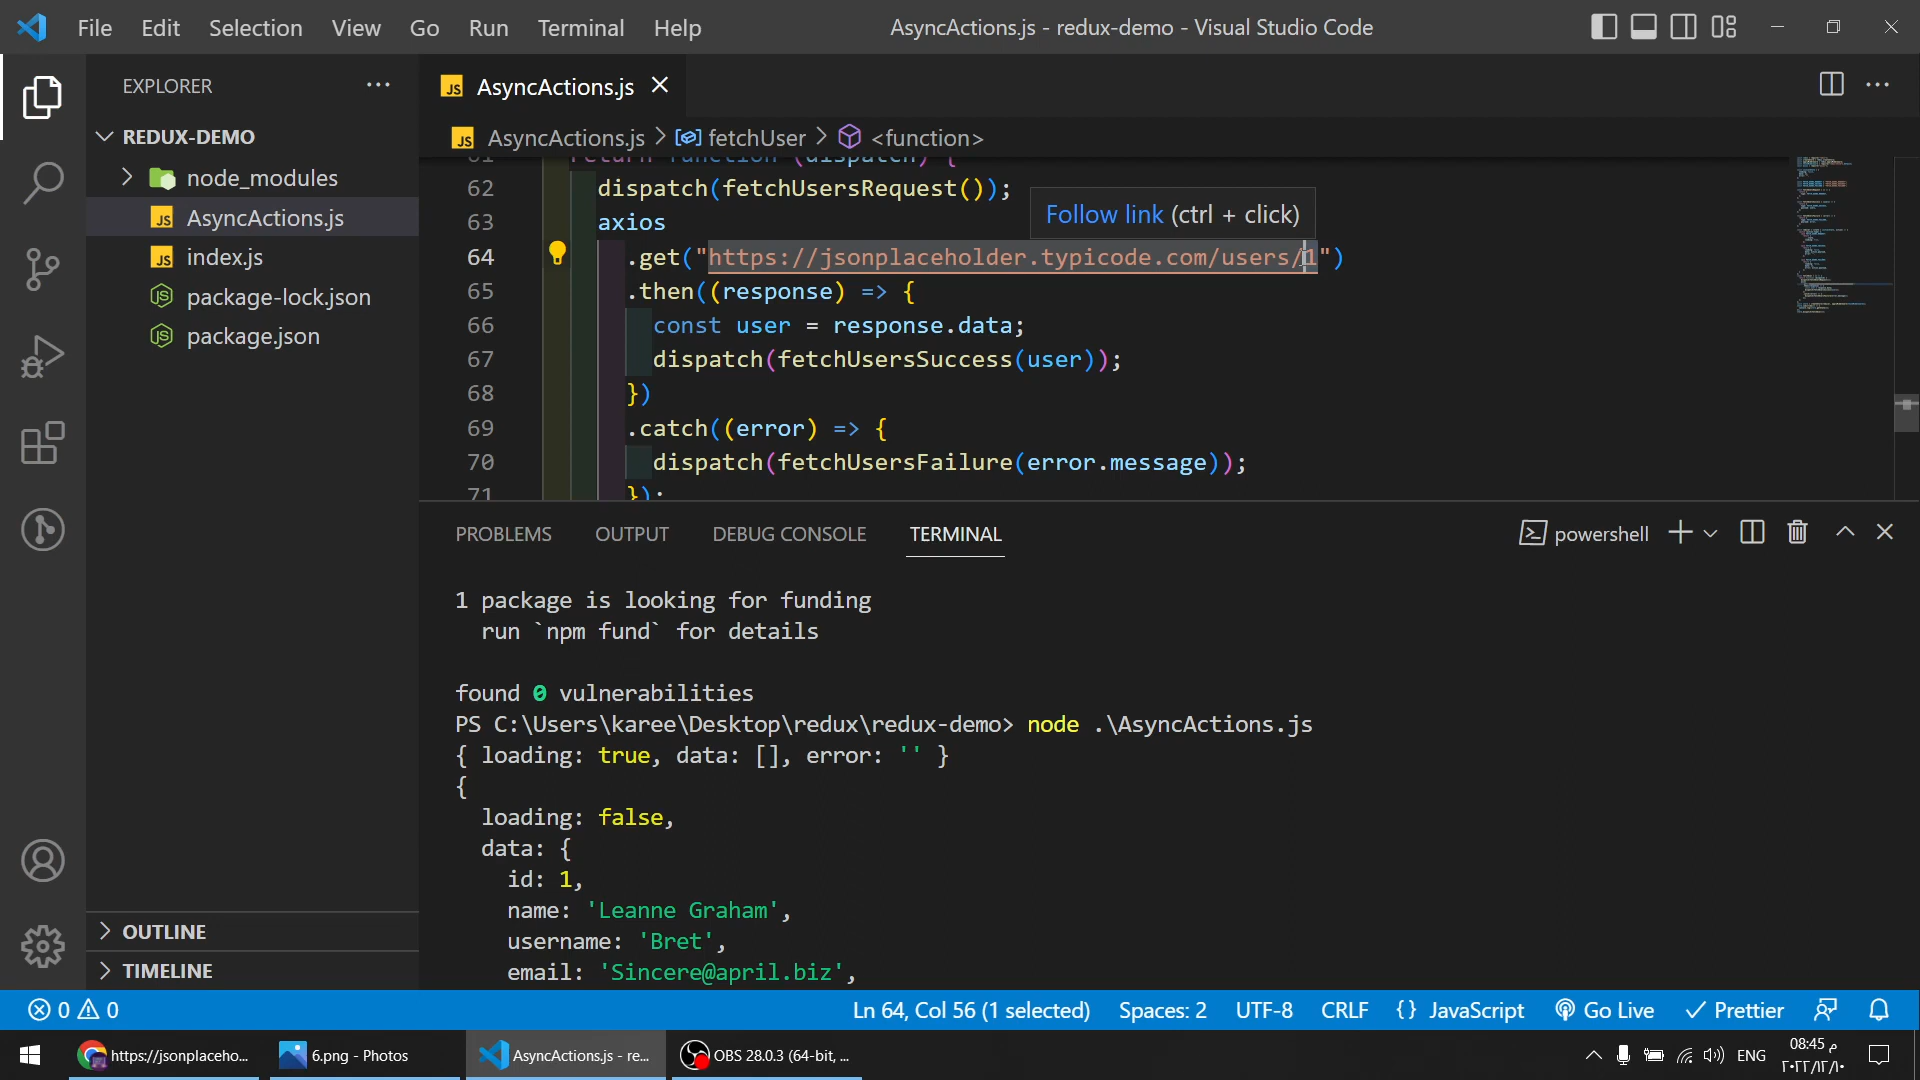 File Edit Selection View Go Run Terminal Help
AsyncActions.js - redux-demo - Visual Studio Code
EXPLORER
REDUX-DEMO
node_modules
AsyncActions.js
index.js
package-lock.json
package.json
OUTLINE
TIMELINE
AsyncActions.js
AsyncActions.js > fetchUser > <function>
61 return function (dispatch) {
62 dispatch(fetchUsersRequest());
Follow link (ctrl + click)
63 axios
64 .get("https://jsonplaceholder.typicode.com/users/1")
65 .then((response) => {
66 const user = response.data;
67 dispatch(fetchUsersSuccess(user));
68 })
69 .catch((error) => {
70 dispatch(fetchUsersFailure(error.message));
71 });
PROBLEMS OUTPUT DEBUG CONSOLE TERMINAL
powershell
1 package is looking for funding
run `npm fund` for details
found 0 vulnerabilities
PS C:\Users\karee\Desktop\redux\redux-demo> node .\AsyncActions.js
{ loading: true, data: [], error: '' }
{
loading: false,
data: {
id: 1,
name: 'Leanne Graham',
username: 'Bret',
email: 'Sincere@april.biz',
0 0
Ln 64, Col 56 (1 selected) Spaces: 2 UTF-8 CRLF {} JavaScript Go Live Prettier
https://jsonplaceho...
6.png - Photos
AsyncActions.js - re...
OBS 28.0.3 (64-bit, ...
ENG
08:45 م
٢٠٢٢/١٢/١٠